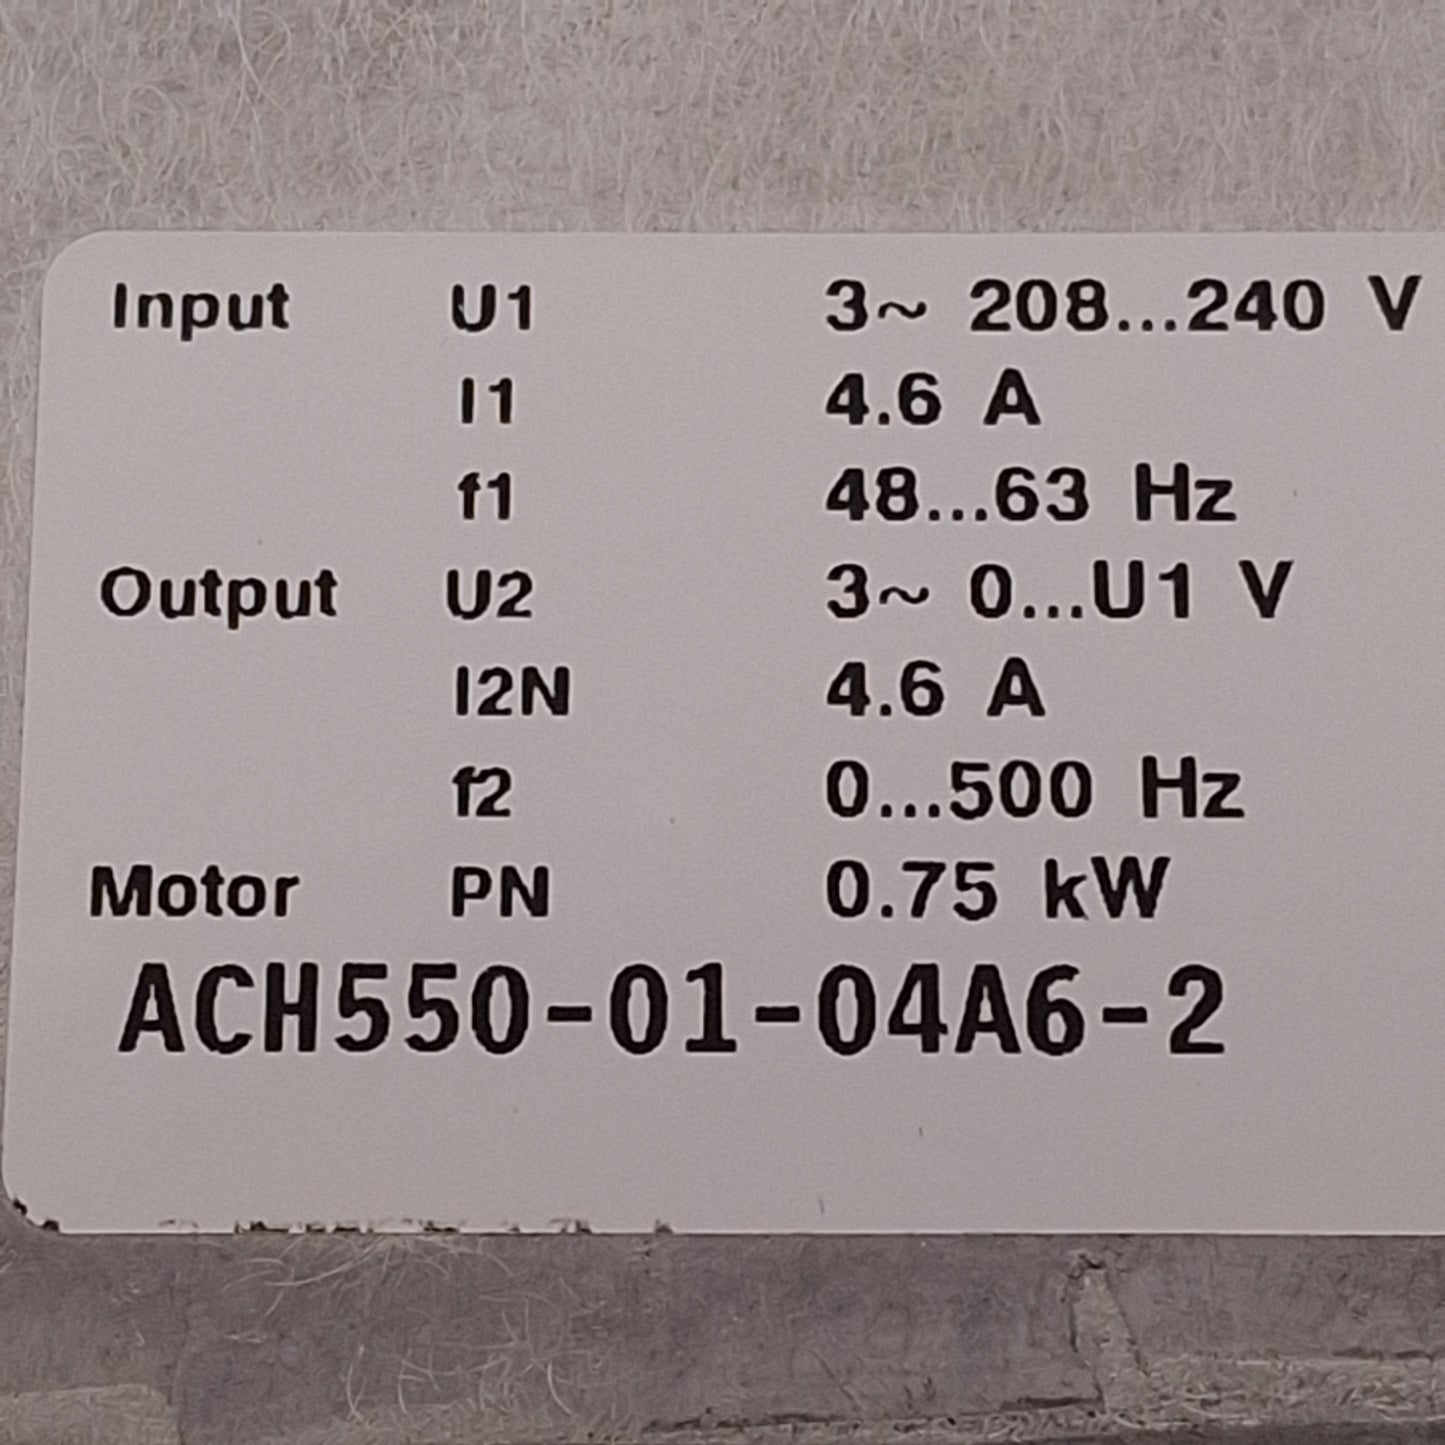 Input U1 3~ 208...240 V
I1 4.6 A
f1 48...63 Hz
Output U2 3~ 0...U1 V
I2N 4.6 A
f2 0...500 Hz
Motor PN 0.75 kW
ACH550-01-04A6-2